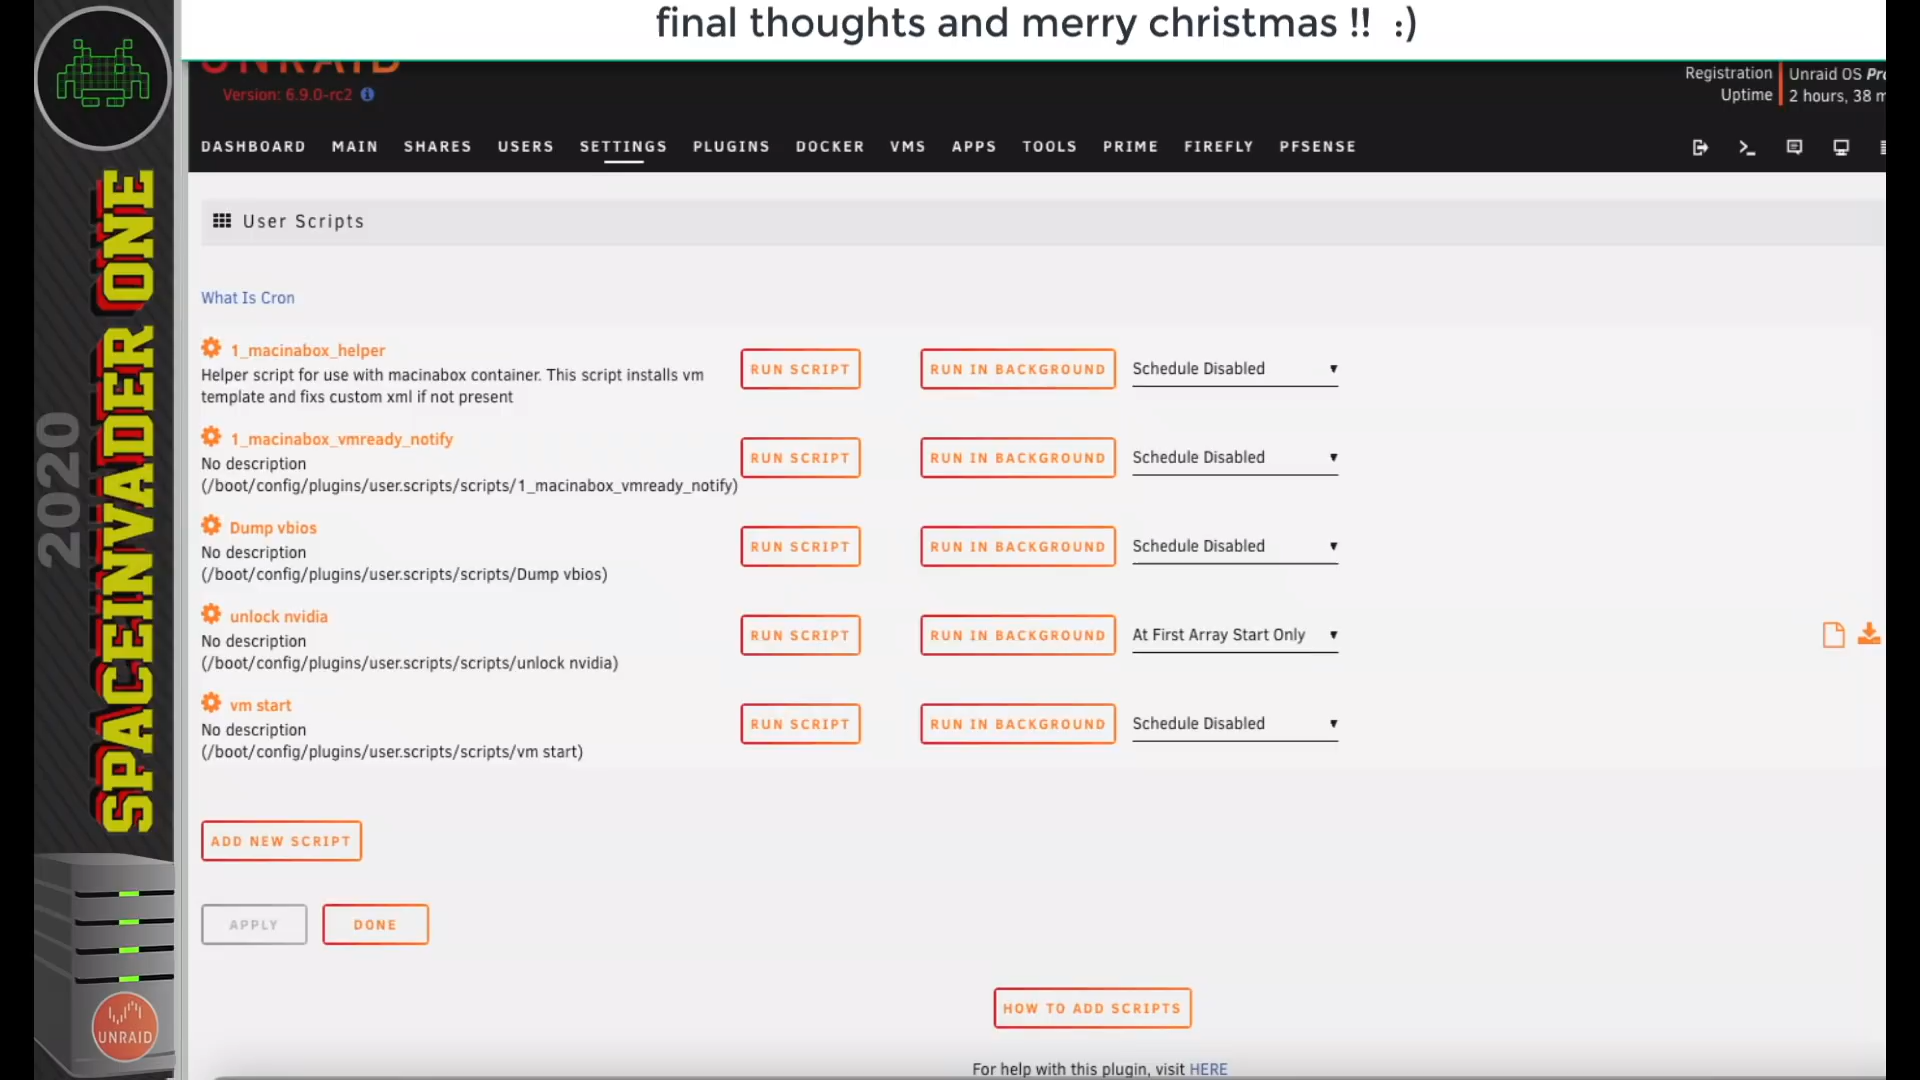 final thoughts and merry christmas !!  :)
UNRAID
Version: 6.9.0-rc2
Registration
Unraid OS Pro
Uptime
2 hours, 38 m
DASHBOARD MAIN SHARES USERS SETTINGS PLUGINS DOCKER VMS APPS TOOLS PRIME FIREFLY PFSENSE
User Scripts
What Is Cron
1_macinabox_helper
Helper script for use with macinabox container. This script installs vm
template and fixs custom xml if not present
RUN SCRIPT
RUN IN BACKGROUND
Schedule Disabled
1_macinabox_vmready_notify
No description
(/boot/config/plugins/user.scripts/scripts/1_macinabox_vmready_notify)
RUN SCRIPT
RUN IN BACKGROUND
Schedule Disabled
Dump vbios
No description
(/boot/config/plugins/user.scripts/scripts/Dump vbios)
RUN SCRIPT
RUN IN BACKGROUND
Schedule Disabled
unlock nvidia
No description
(/boot/config/plugins/user.scripts/scripts/unlock nvidia)
RUN SCRIPT
RUN IN BACKGROUND
At First Array Start Only
vm start
No description
(/boot/config/plugins/user.scripts/scripts/vm start)
RUN SCRIPT
RUN IN BACKGROUND
Schedule Disabled
ADD NEW SCRIPT
APPLY
DONE
HOW TO ADD SCRIPTS
For help with this plugin, visit HERE
2020
SPACEINVADER ONE
UNRAID